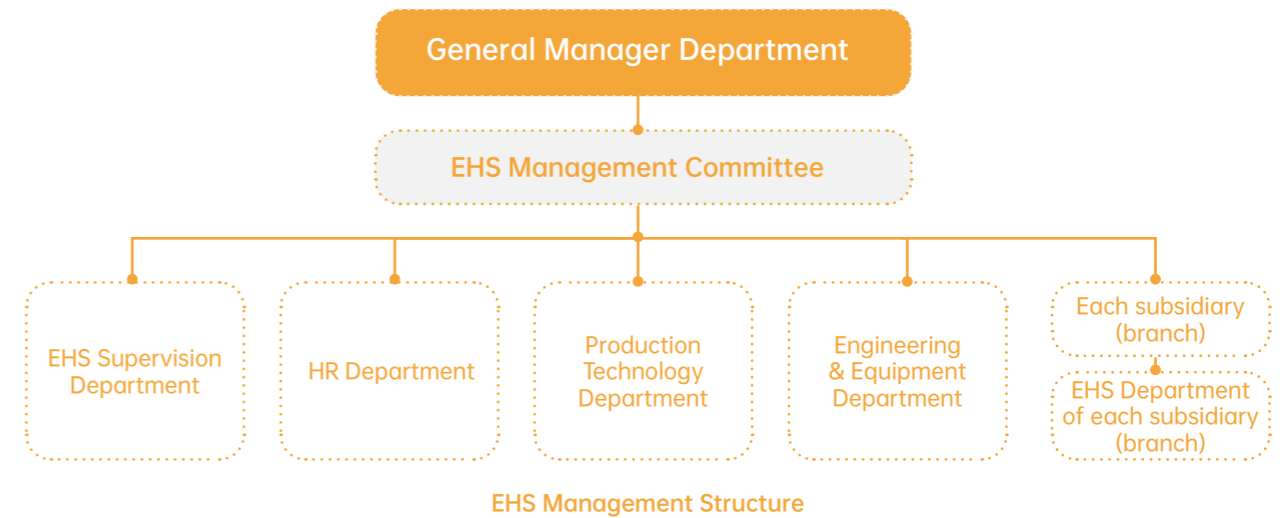 General Manager Department
EHS Management Committee
EHS Supervision
Department
HR Department
Production
Technology
Department
Engineering
& Equipment
Department
Each subsidiary
(branch)
EHS Department
of each subsidiary
(branch)
EHS Management Structure